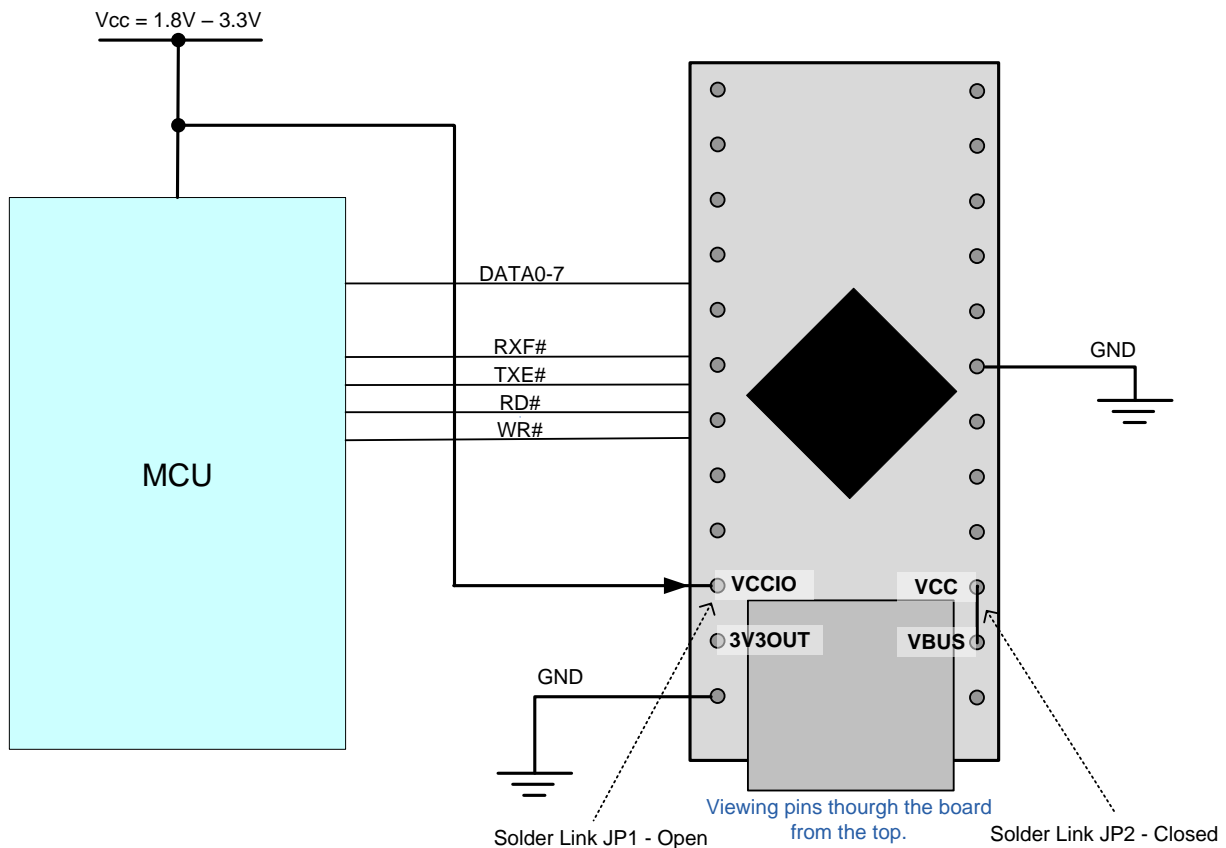 Vcc = 1.8V – 3.3V
DATA0-7
RXF#
TXE#
RD#
WR#
MCU
GND
VCCIO
VCC
3V3OUT
VBUS
GND
Viewing pins thourgh the board
from the top.
Solder Link JP1 - Open
Solder Link JP2 - Closed